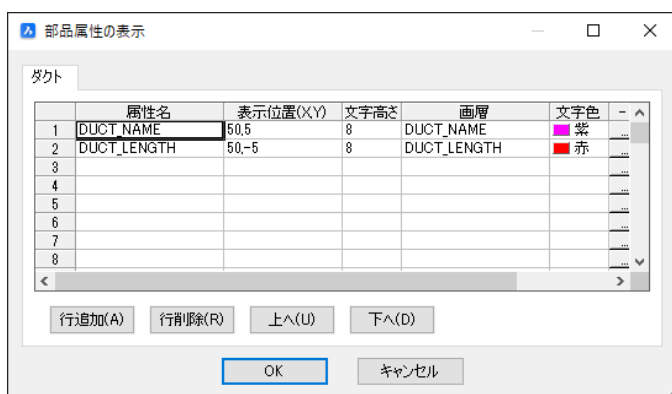 部品属性の表示
ダクト
属性名 表示位置(X,Y) 文字高さ 画層 文字色 -
1 DUCT_NAME 50,5 8 DUCT_NAME 紫 ...
2 DUCT_LENGTH 50,-5 8 DUCT_LENGTH 赤 ...
3 ...
4 ...
5 ...
6 ...
7 ...
8 ...
行追加(A) 行削除(R) 上へ(U) 下へ(D)
OK キャンセル